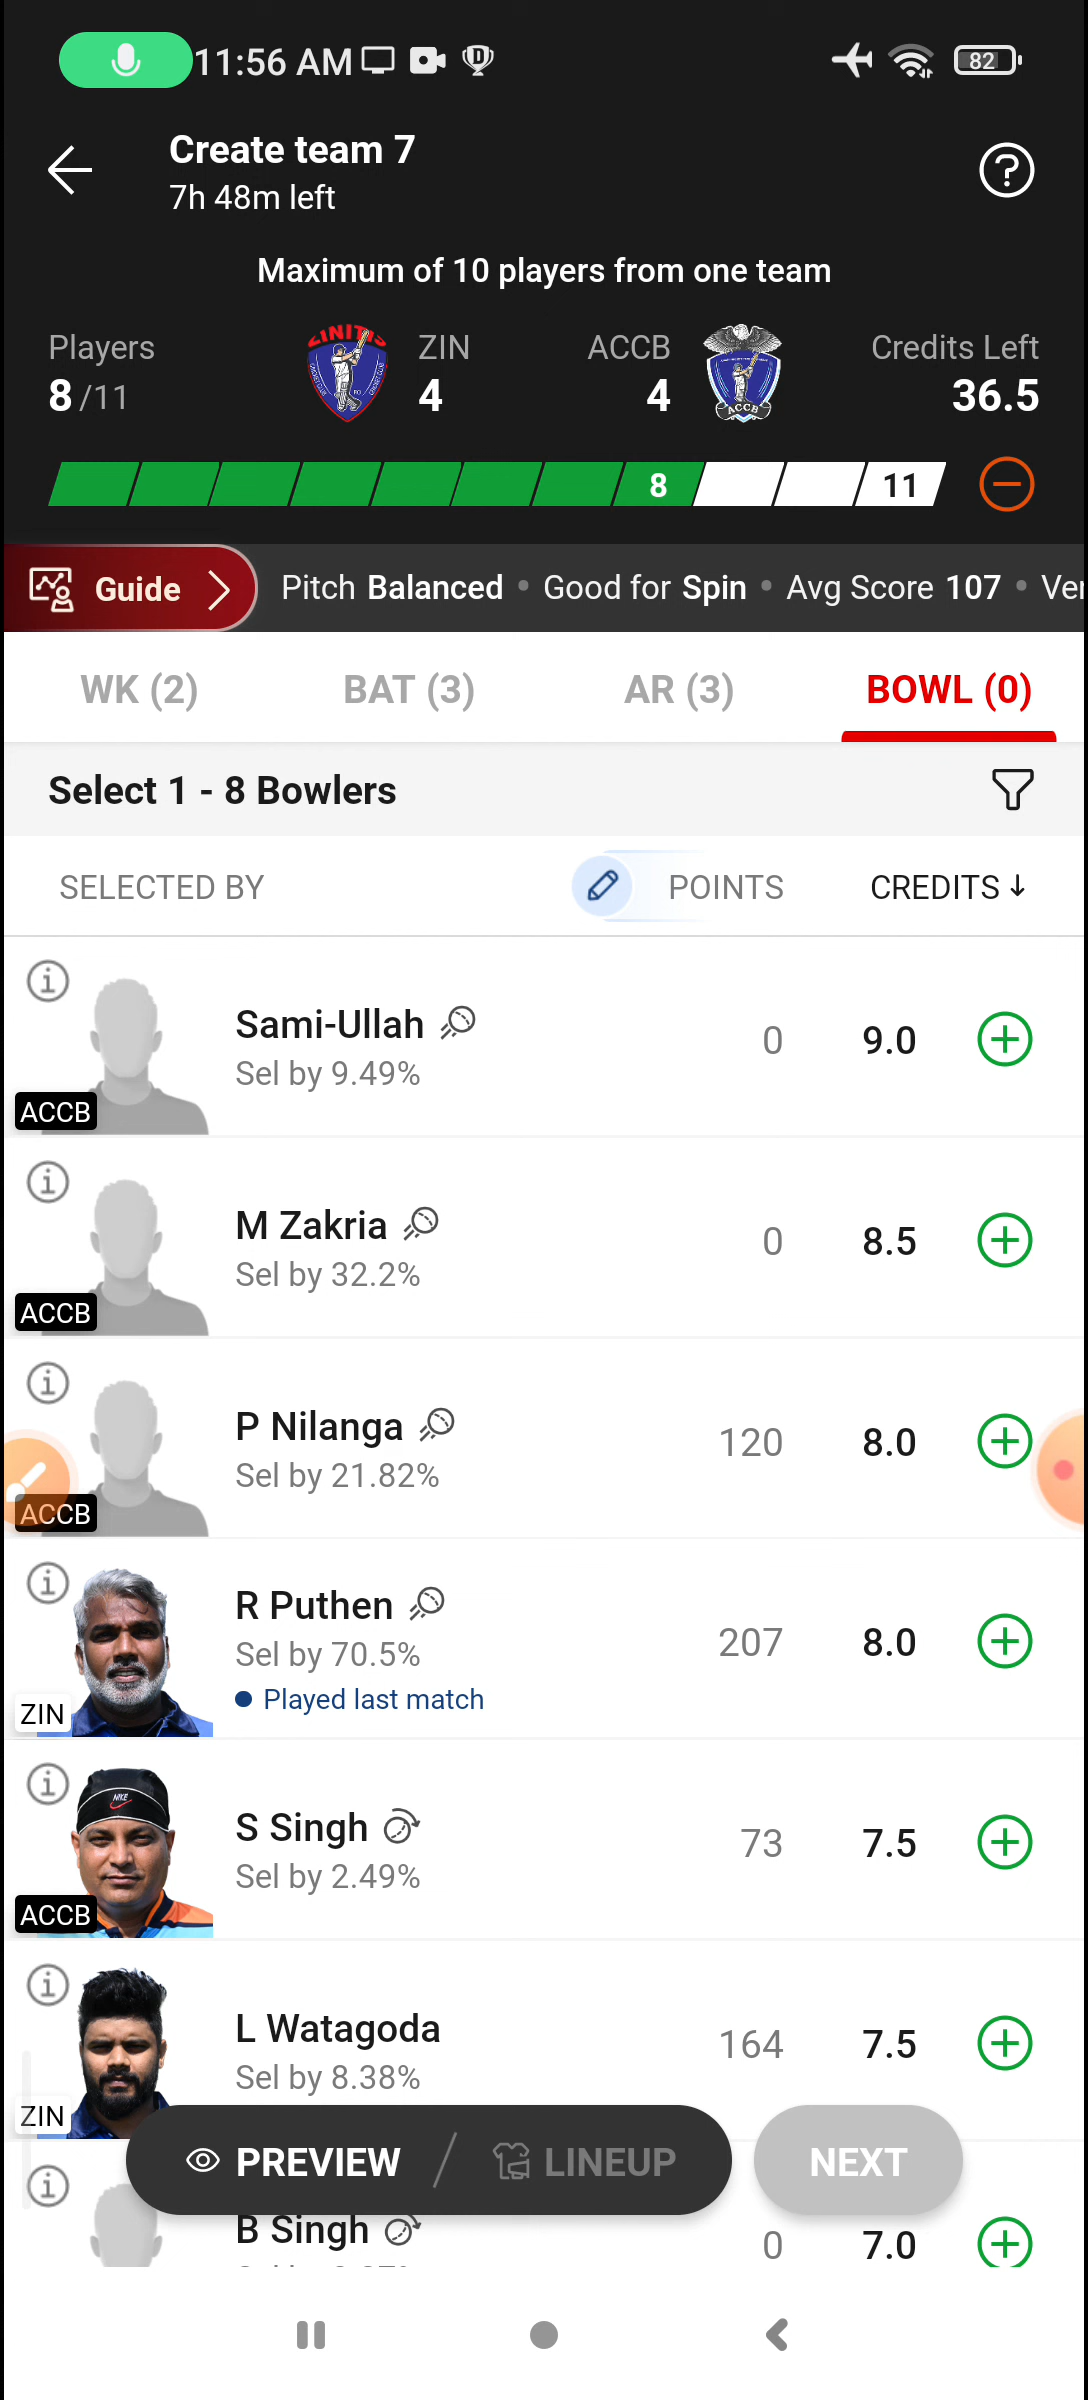 11:56 AM
82
Create team 7
7h 48m left
Maximum of 10 players from one team
Players
8 /11
ZIN
4
ACCB
4
Credits Left
36.5
8
11
Guide
Pitch Balanced • Good for Spin • Avg Score 107 • Ver
WK (2)
BAT (3)
AR (3)
BOWL (0)
Select 1 - 8 Bowlers
SELECTED BY
POINTS
CREDITS ↓
Sami-Ullah
Sel by 9.49%
0
9.0
ACCB
M Zakria
Sel by 32.2%
0
8.5
ACCB
P Nilanga
Sel by 21.82%
120
8.0
ACCB
R Puthen
Sel by 70.5%
• Played last match
207
8.0
ZIN
S Singh
Sel by 2.49%
73
7.5
ACCB
L Watagoda
Sel by 8.38%
164
7.5
ZIN
PREVIEW
LINEUP
NEXT
B Singh
0
7.0